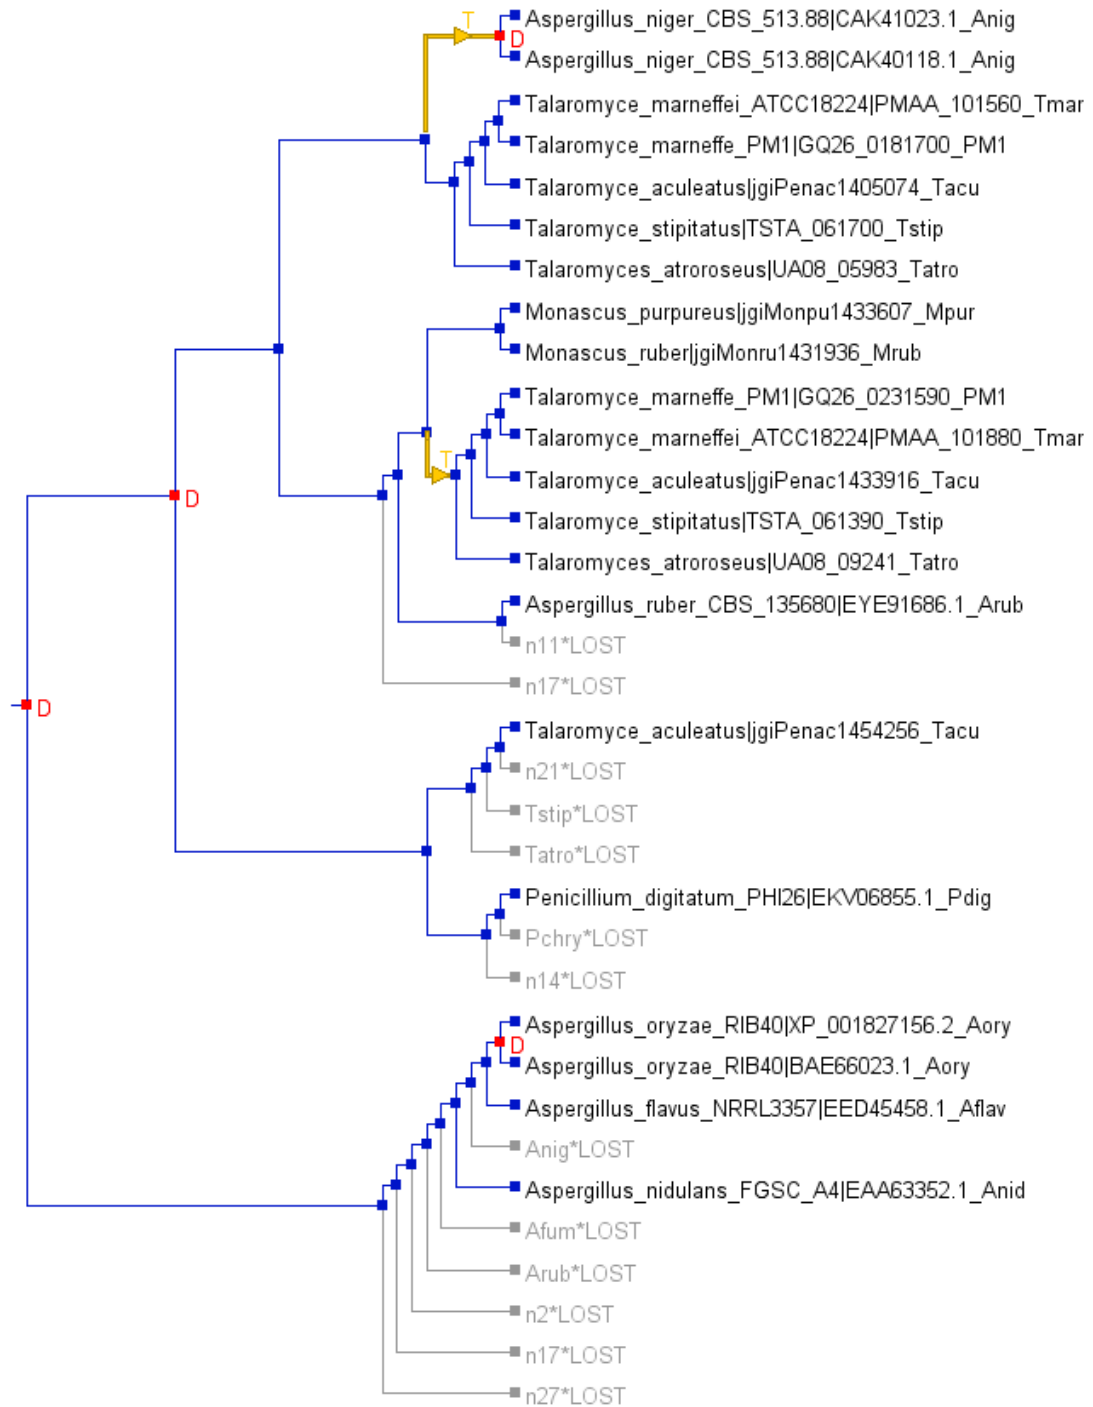 T
Aspergillus_niger_CBS_513.88|CAK41023.1_Anig
D
Aspergillus_niger_CBS_513.88|CAK40118.1_Anig
Talaromyce_marneffei_ATCC18224|PMAA_101560_Tmar
Talaromyce_marneffe_PM1|GQ26_0181700_PM1
Talaromyce_aculeatus|jgiPenac1405074_Tacu
Talaromyce_stipitatus|TSTA_061700_Tstip
Talaromyces_atroroseus|UA08_05983_Tatro
Monascus_purpureus|jgiMonpu1433607_Mpur
Monascus_ruber|jgiMonru1431936_Mrub
Talaromyce_marneffe_PM1|GQ26_0231590_PM1
Talaromyce_marneffei_ATCC18224|PMAA_101880_Tmar
T
Talaromyce_aculeatus|jgiPenac1433916_Tacu
D
Talaromyce_stipitatus|TSTA_061390_Tstip
Talaromyces_atroroseus|UA08_09241_Tatro
Aspergillus_ruber_CBS_135680|EYE91686.1_Arub
n11*LOST
n17*LOST
D
Talaromyce_aculeatus|jgiPenac1454256_Tacu
n21*LOST
Tstip*LOST
Tatro*LOST
Penicillium_digitatum_PHI26|EKV06855.1_Pdig
Pchry*LOST
n14*LOST
Aspergillus_oryzae_RIB40|XP_001827156.2_Aory
D
Aspergillus_oryzae_RIB40|BAE66023.1_Aory
Aspergillus_flavus_NRRL3357|EED45458.1_Aflav
Anig*LOST
Aspergillus_nidulans_FGSC_A4|EAA63352.1_Anid
Afum*LOST
Arub*LOST
n2*LOST
n17*LOST
n27*LOST